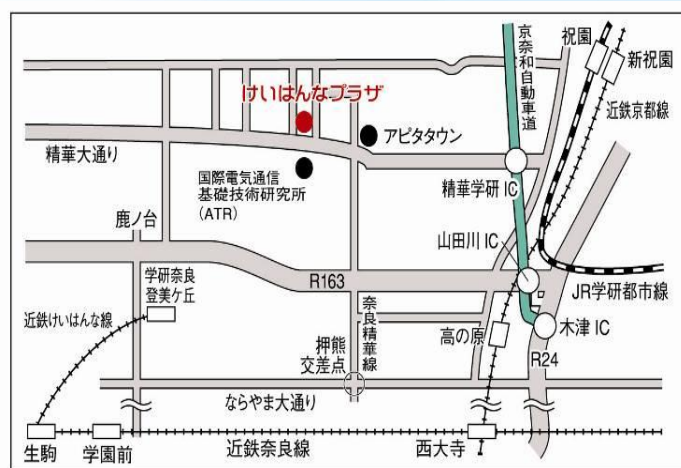 京奈和自動車道
祝園
新祝園
近鉄京都線
けいはんなプラザ
アピタタウン
精華大通り
国際電気通信
基礎技術研究所
(ATR)
精華学研 IC
鹿ノ台
山田川 IC
学研奈良
登美ケ丘
R163
JR学研都市線
近鉄けいはんな線
奈良精華線
高の原
木津 IC
押熊
交差点
R24
ならやま大通り
生駒
学園前
近鉄奈良線
西大寺